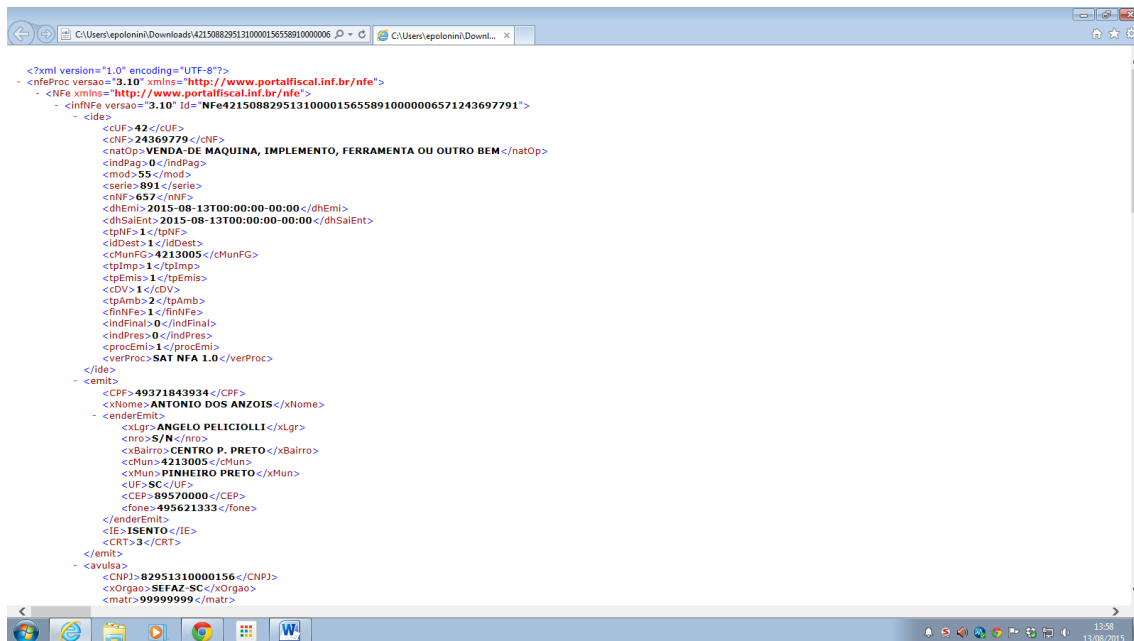 C:\Users\epolonini\Downloads\42150882951310000156558910000006
C:\Users\epolonini\Downl...
<?xml version="1.0" encoding="UTF-8"?>
- <nfeProc versao="3.10" xmlns="http://www.portalfiscal.inf.br/nfe">
- <NFe xmlns="http://www.portalfiscal.inf.br/nfe">
- <infNFe versao="3.10" Id="NFe42150882951310000156558910000006571243697791">
- <ide>
<cUF>42</cUF>
<cNF>24369779</cNF>
<natOp>VENDA-DE MAQUINA, IMPLEMENTO, FERRAMENTA OU OUTRO BEM</natOp>
<indPag>0</indPag>
<mod>55</mod>
<serie>891</serie>
<nNF>657</nNF>
<dhEmi>2015-08-13T00:00:00-00:00</dhEmi>
<dhSaiEnt>2015-08-13T00:00:00-00:00</dhSaiEnt>
<tpNF>1</tpNF>
<idDest>1</idDest>
<cMunFG>4213005</cMunFG>
<tpImp>1</tpImp>
<tpEmis>1</tpEmis>
<cDV>1</cDV>
<tpAmb>2</tpAmb>
<finNFe>1</finNFe>
<indFinal>0</indFinal>
<indPres>0</indPres>
<procEmi>1</procEmi>
<verProc>SAT NFA 1.0</verProc>
</ide>
- <emit>
<CPF>49371843934</CPF>
<xNome>ANTONIO DOS ANZOIS</xNome>
- <enderEmit>
<xLgr>ANGELO PELICIOLLI</xLgr>
<nro>S/N</nro>
<xBairro>CENTRO P. PRETO</xBairro>
<cMun>4213005</cMun>
<xMun>PINHEIRO PRETO</xMun>
<UF>SC</UF>
<CEP>89570000</CEP>
<fone>495621333</fone>
</enderEmit>
<IE>ISENTO</IE>
<CRT>3</CRT>
</emit>
- <avulsa>
<CNPJ>82951310000156</CNPJ>
<xOrgao>SEFAZ-SC</xOrgao>
<matr>99999999</matr>
13:58
13/08/2015